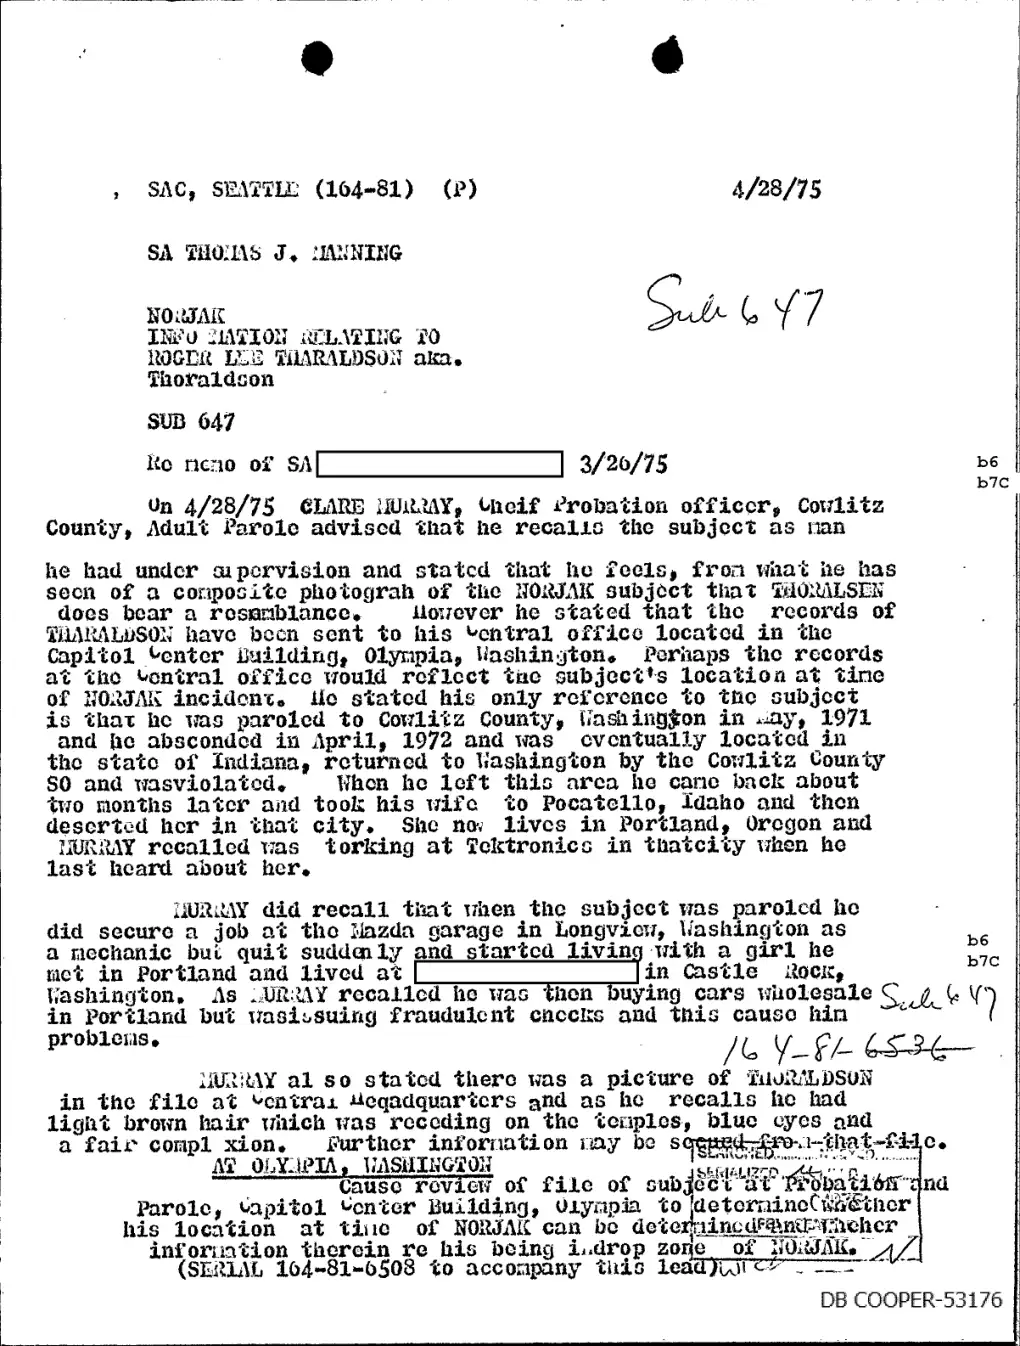 , SAC, SEATTLE (164-81) (P) 4/28/75
SA THOMAS J. MANNING
Sub 647
NORJAK
INFORMATION RELATING TO
ROGER LEE THARALDSON aka.
Thoraldson
SUB 647
Re memo of SA 3/26/75
b6
b7C
On 4/28/75 CLARE MURRAY, Cheif Probation officer, Cowlitz
County, Adult Parole advised that he recalls the subject as man
he had under supervision and stated that he feels, from what he has
seen of a composite photograh of the NORJAK subject that THORALSEN
does bear a resemblance. However he stated that the records of
THARALDSON have been sent to his Central office located in the
Capitol Center Building, Olympia, Washington. Perhaps the records
at the Central office would reflect the subject's location at time
of NORJAK incident. He stated his only reference to the subject
is that he was paroled to Cowlitz County, Washington in May, 1971
and he absconded in April, 1972 and was eventually located in
the state of Indiana, returned to Washington by the Cowlitz County
SO and wasviolated. When he left this area he came back about
two months later and took his wife to Pocatello, Idaho and then
deserted her in that city. She now lives in Portland, Oregon and
MURRAY recalled was torking at Tektronics in thatcity when he
last heard about her.
MURRAY did recall that when the subject was paroled he
did secure a job at the Mazda garage in Longview, Washington as
a mechanic but quit suddenly and started living with a girl he
met in Portland and lived at in Castle Rock,
b6
b7C
Washington. As MURRAY recalled he was then buying cars wholesale
in Portland but wasissuing fraudulent checks and this cause him
problems.
Sub 647
164-81-6536
MURRAY al so stated there was a picture of THORALDSON
in the file at Central Heqadquarters and as he recalls he had
light brown hair which was receding on the temples, blue eyes and
a fair compl xion. Further information may be secured from that file.
SEARCHED
SERIALIZED
AT OLYMPIA, WASHINGTON
Cause review of file of subject at Probation and
Parole, Capitol Center Building, Olympia to determine whether
his location at time of NORJAK can be determined and whether
information therein re his being in drop zone of NORJAK.
(SERIAL 164-81-6508 to accompany this lead)
DB COOPER-53176